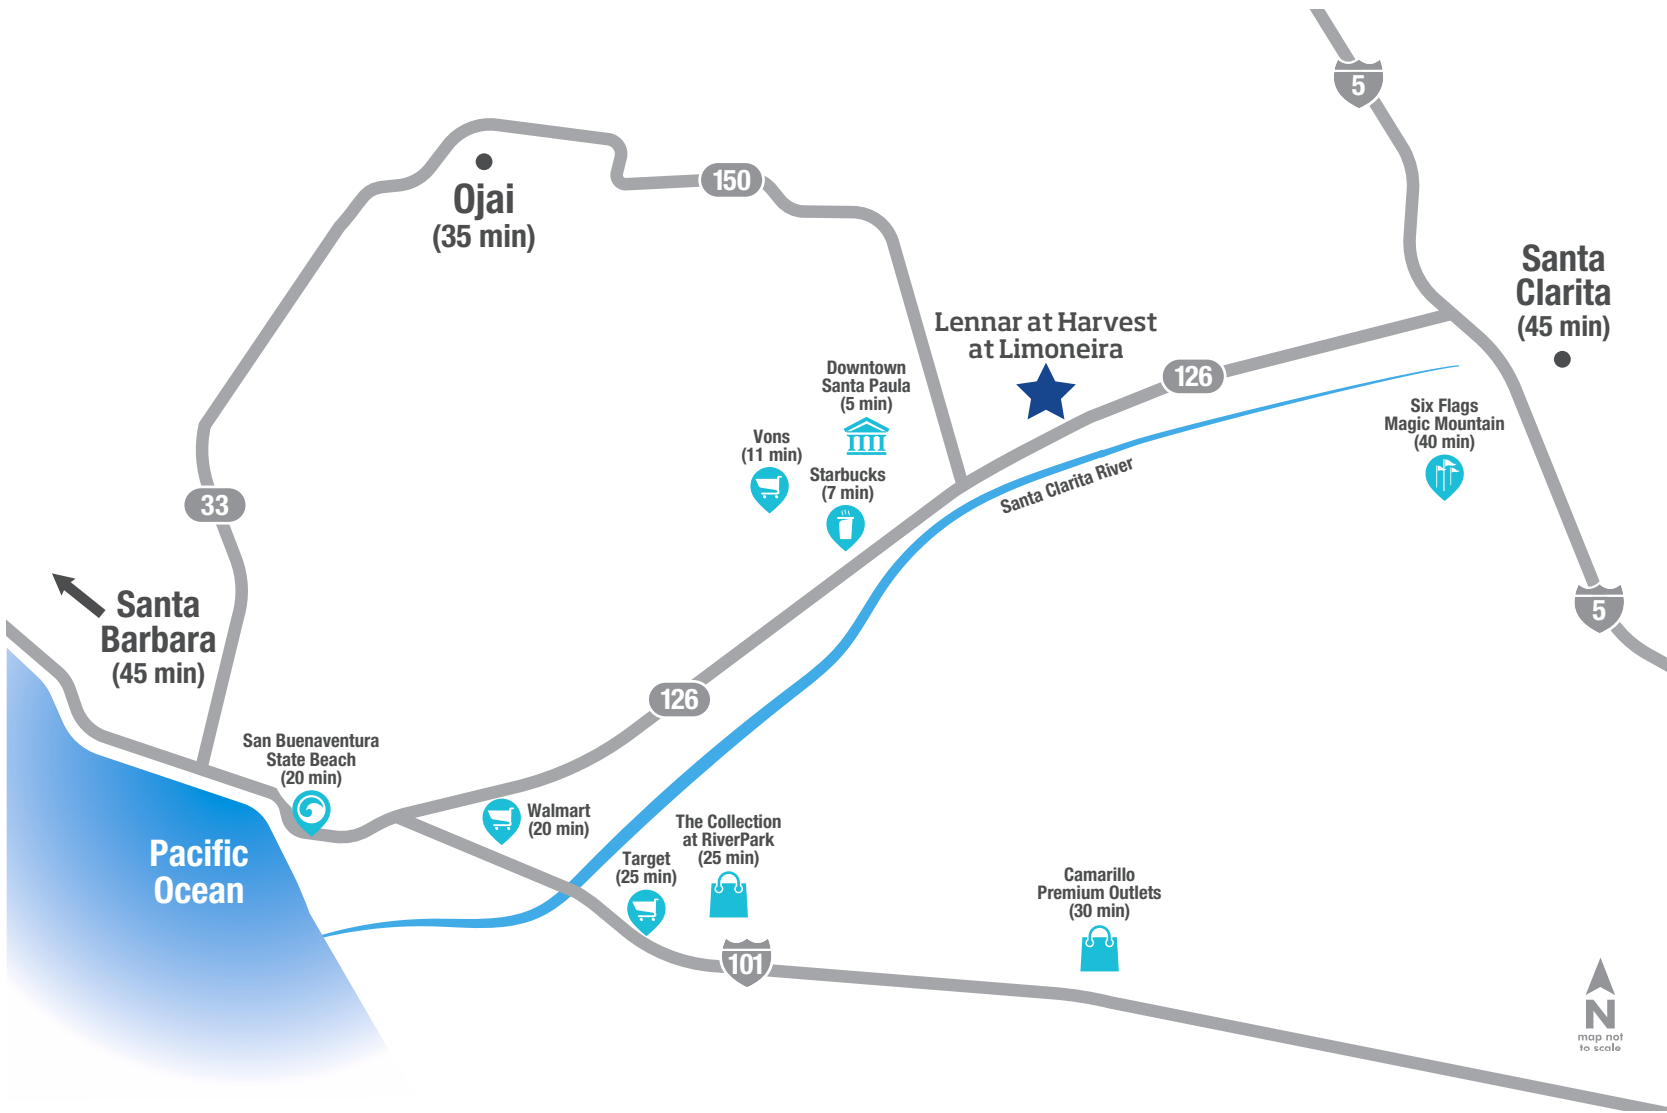 5
150
Ojai
(35 min)
Santa
Clarita
(45 min)
Lennar at Harvest
at Limoneira
126
Downtown
Santa Paula
(5 min)
Six Flags
Magic Mountain
(40 min)
Vons
(11 min)
Starbucks
(7 min)
Santa Clarita River
33
Santa
Barbara
(45 min)
5
126
San Buenaventura
State Beach
(20 min)
Walmart
(20 min)
The Collection
at RiverPark
(25 min)
Target
(25 min)
Pacific
Ocean
Camarillo
Premium Outlets
(30 min)
101
N
map not
to scale